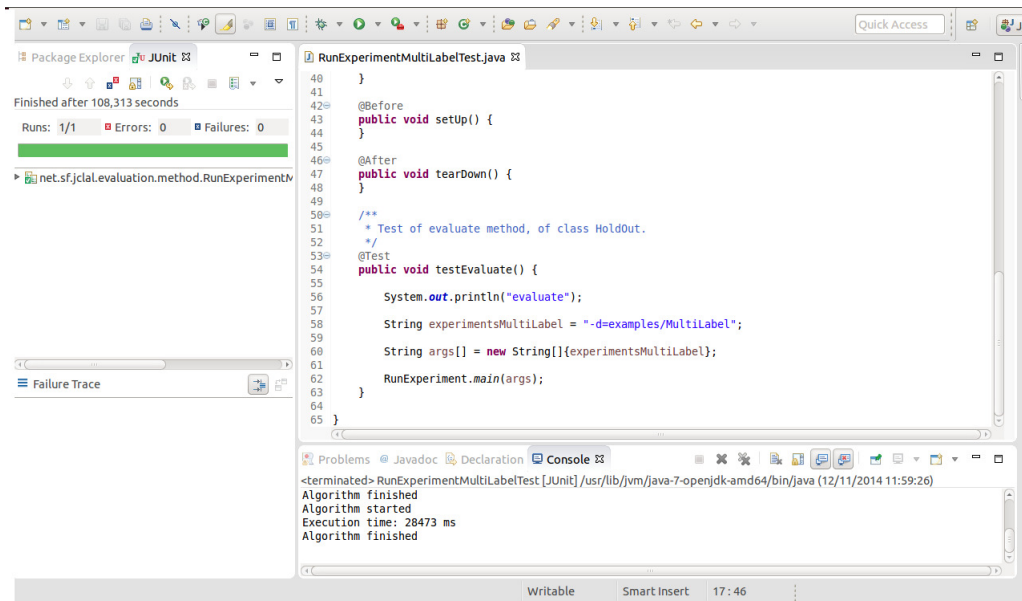 Quick Access
Package Explorer JUnit
Finished after 108,313 seconds
Runs: 1/1 Errors: 0 Failures: 0
net.sf.jclal.evaluation.method.RunExperimentM
Failure Trace
RunExperimentMultiLabelTest.java
40 }
41
42 @Before
43 public void setUp() {
44 }
45
46 @After
47 public void tearDown() {
48 }
49
50 /**
51 * Test of evaluate method, of class HoldOut.
52 */
53 @Test
54 public void testEvaluate() {
55
56 System.out.println("evaluate");
57
58 String experimentsMultiLabel = "-d=examples/MultiLabel";
59
60 String args[] = new String[]{experimentsMultiLabel};
61
62 RunExperiment.main(args);
63 }
64
65 }
Problems @ Javadoc Declaration Console
<terminated> RunExperimentMultiLabelTest [JUnit] /usr/lib/jvm/java-7-openjdk-amd64/bin/java (12/11/2014 11:59:26)
Algorithm finished
Algorithm started
Execution time: 28473 ms
Algorithm finished
Writable Smart Insert 17:46